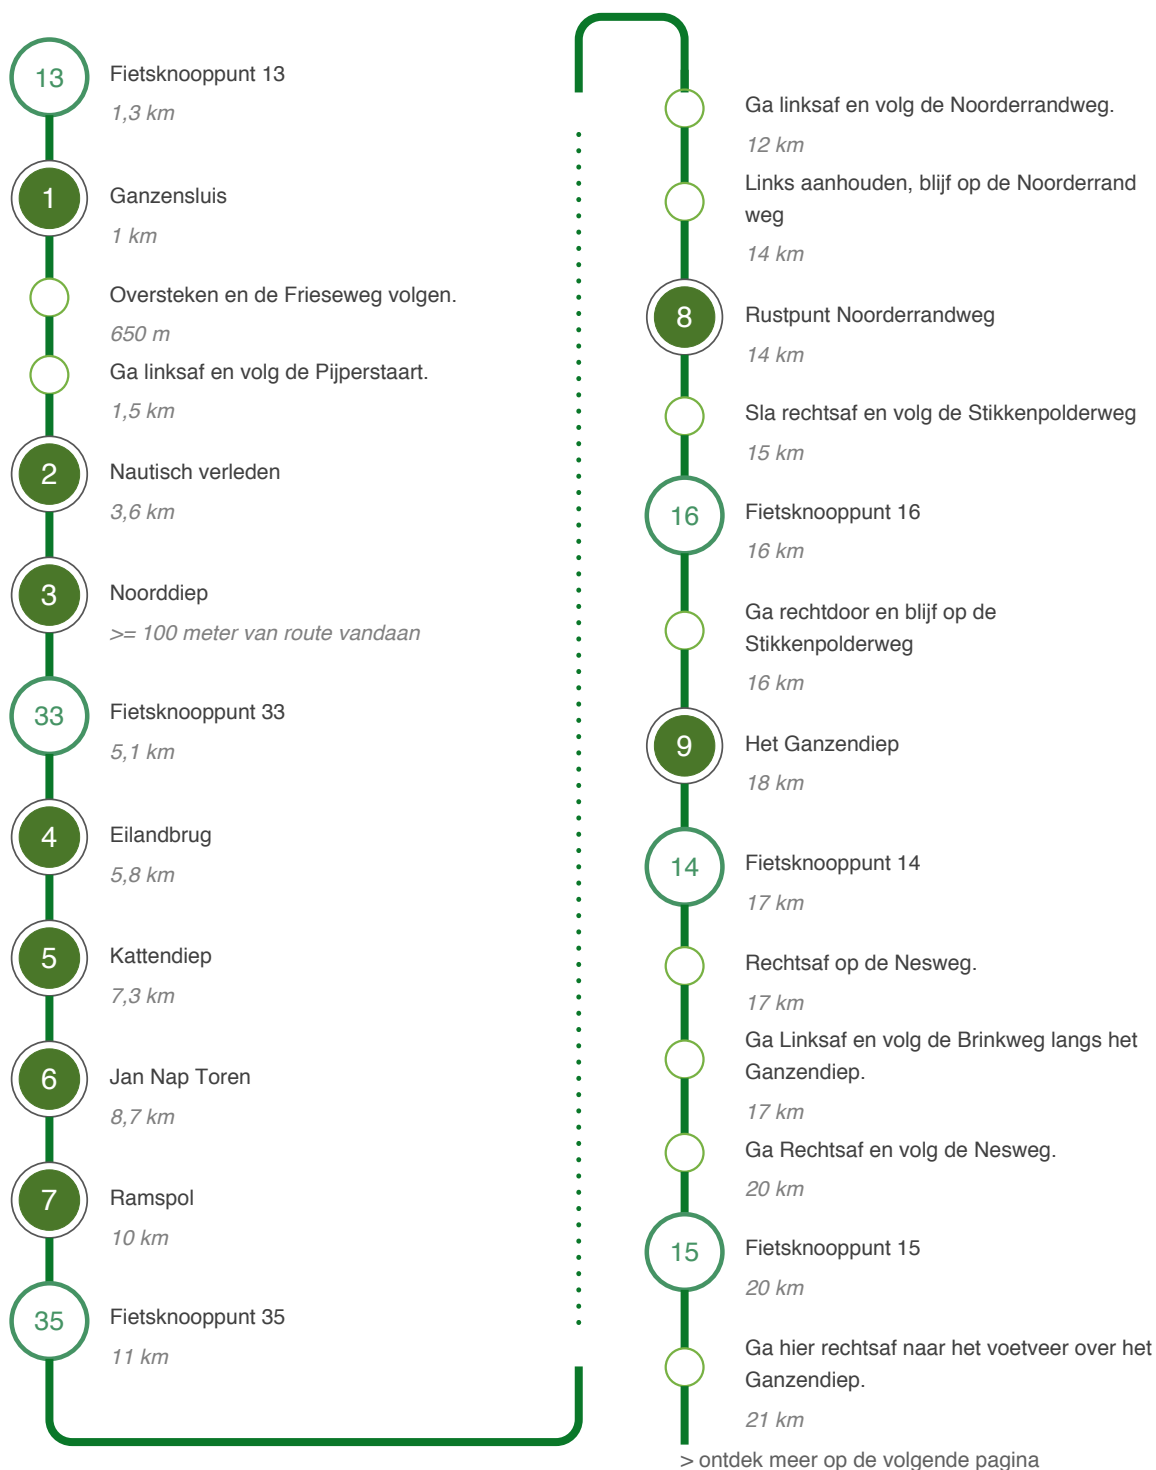 13
Fietsknooppunt 13
1,3 km
1
Ganzensluis
1 km
Oversteken en de Frieseweg volgen.
650 m
Ga linksaf en volg de Pijperstaart.
1,5 km
2
Nautisch verleden
3,6 km
3
Noorddiep
>= 100 meter van route vandaan
33
Fietsknooppunt 33
5,1 km
4
Eilandbrug
5,8 km
5
Kattendiep
7,3 km
6
Jan Nap Toren
8,7 km
7
Ramspol
10 km
35
Fietsknooppunt 35
11 km
Ga linksaf en volg de Noorderrandweg.
12 km
Links aanhouden, blijf op de Noorderrand
weg
14 km
8
Rustpunt Noorderrandweg
14 km
Sla rechtsaf en volg de Stikkenpolderweg
15 km
16
Fietsknooppunt 16
16 km
Ga rechtdoor en blijf op de
Stikkenpolderweg
16 km
9
Het Ganzendiep
18 km
14
Fietsknooppunt 14
17 km
Rechtsaf op de Nesweg.
17 km
Ga Linksaf en volg de Brinkweg langs het
Ganzendiep.
17 km
Ga Rechtsaf en volg de Nesweg.
20 km
15
Fietsknooppunt 15
20 km
Ga hier rechtsaf naar het voetveer over het
Ganzendiep.
21 km
> ontdek meer op de volgende pagina